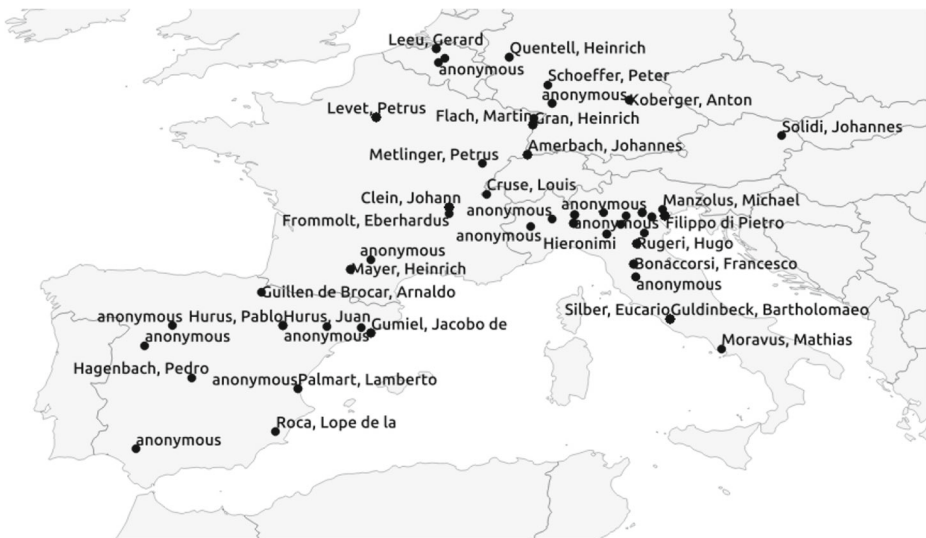 Leeu, Gerard
Quentell, Heinrich
anonymous
Schoeffer, Peter
anonymous
Koberger, Anton
Levet, Petrus
Flach, Martin
Gran, Heinrich
Solidi, Johannes
Amerbach, Johannes
Metlinger, Petrus
Cruse, Louis
Clein, Johann
anonymous
Manzolus, Michael
anonymous
Frommolt, Eberhardus
anonymous
Filippo di Pietro
anonymous
Hieronimi
Rugeri, Hugo
anonymous
Mayer, Heinrich
Bonaccorsi, Francesco
anonymous
Guillen de Brocar, Arnaldo
Silber, Eucario
Guldinbeck, Bartholomaeo
anonymous
Hurus, Pablo
Hurus, Juan
Gumiel, Jacobo de
anonymous
anonymous
Moravus, Mathias
Hagenbach, Pedro
anonymous
Palmart, Lamberto
Roca, Lope de la
anonymous